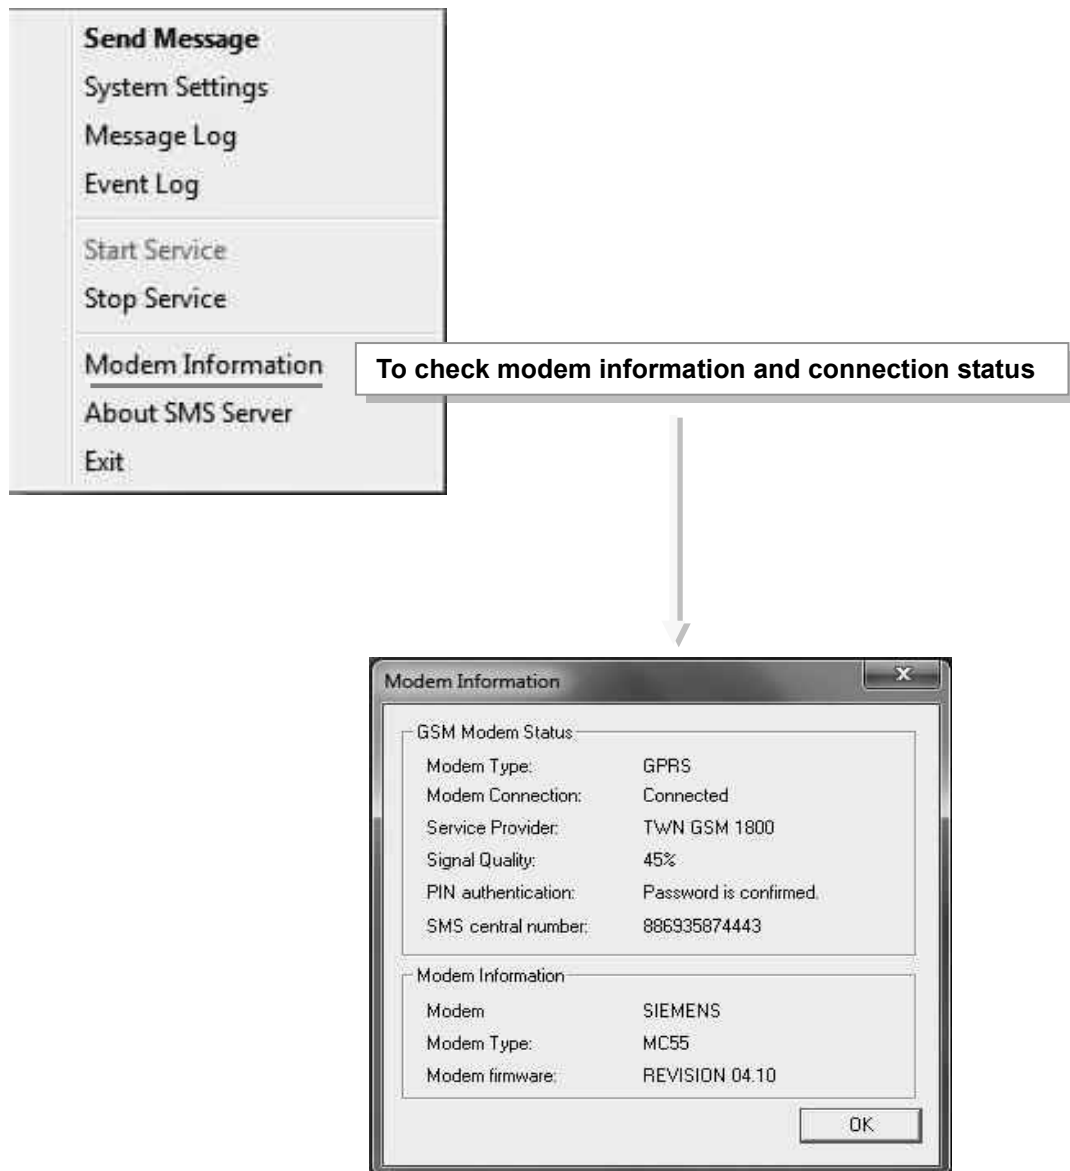 Send Message
System Settings
Message Log
Event Log
Start Service
Stop Service
Modem Information
To check modem information and connection status
About SMS Server
Exit
Modem Information
x
GSM Modem Status
Modem Type: GPRS
Modem Connection: Connected
Service Provider: TWN GSM 1800
Signal Quality: 45%
PIN authentication: Password is confirmed.
SMS central number: 886935874443
Modem Information
Modem SIEMENS
Modem Type: MC55
Modem firmware: REVISION 04.10
OK